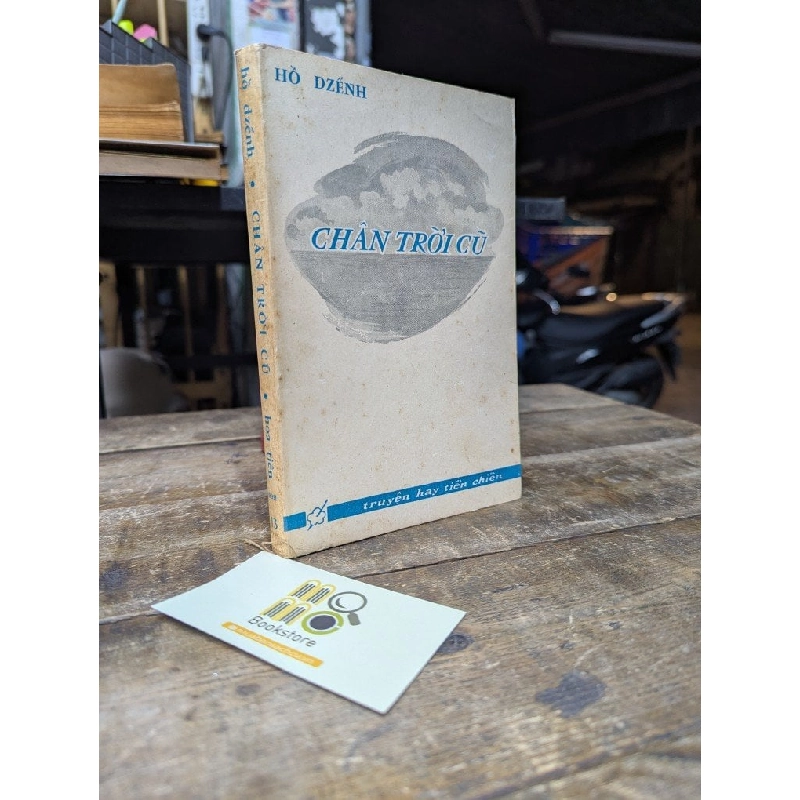 HỒ DZẾNH
CHÂN TRỜI CŨ
truyện hay tiền chiến
hồ dzếnh • CHÂN TRỜI CŨ • hoa tiên
Bookstore